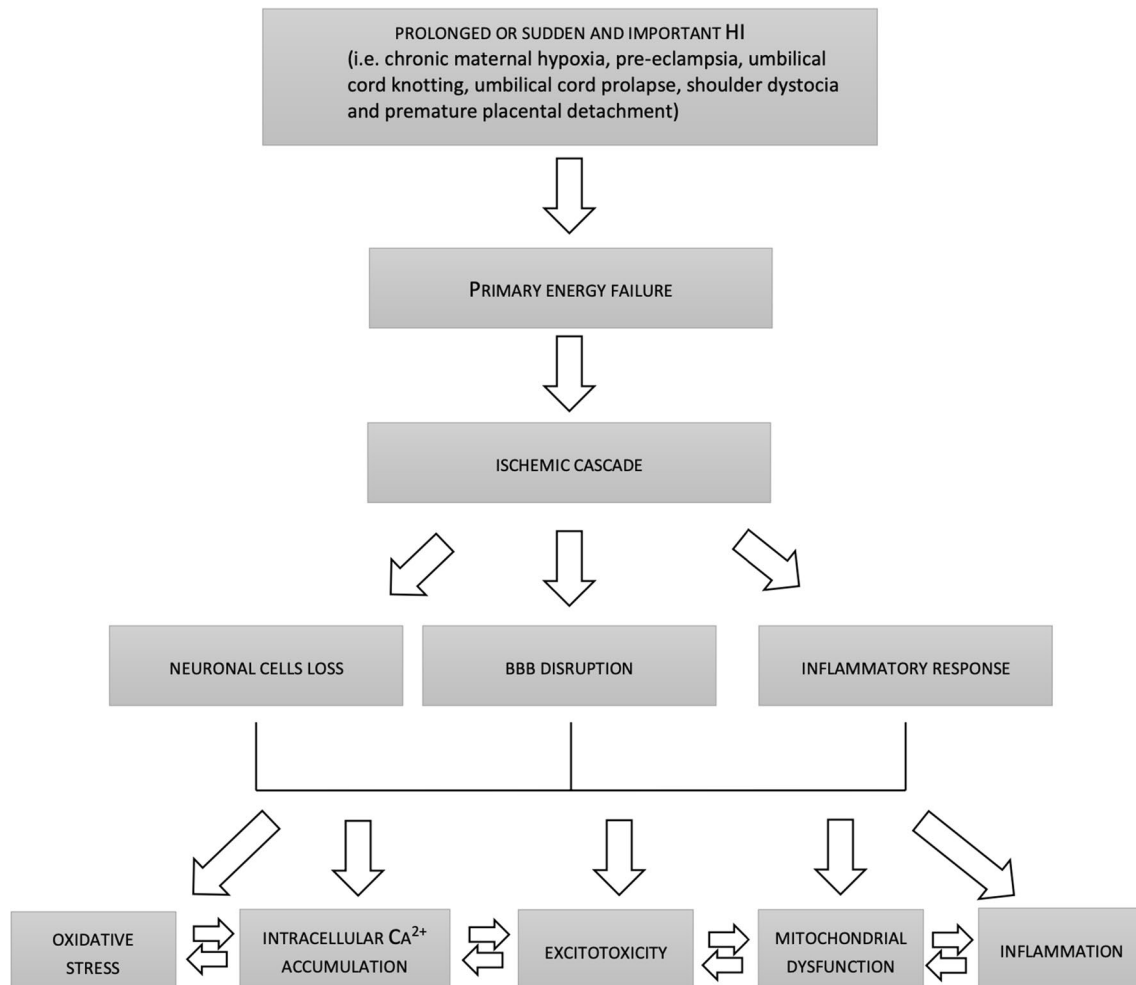 PROLONGED OR SUDDEN AND IMPORTANT HI
(i.e. chronic maternal hypoxia, pre-eclampsia, umbilical
cord knotting, umbilical cord prolapse, shoulder dystocia
and premature placental detachment)
PRIMARY ENERGY FAILURE
ISCHEMIC CASCADE
NEURONAL CELLS LOSS
BBB DISRUPTION
INFLAMMATORY RESPONSE
OXIDATIVE
STRESS
INTRACELLULAR CA²⁺
ACCUMULATION
EXCITOTOXICITY
MITOCHONDRIAL
DYSFUNCTION
INFLAMMATION